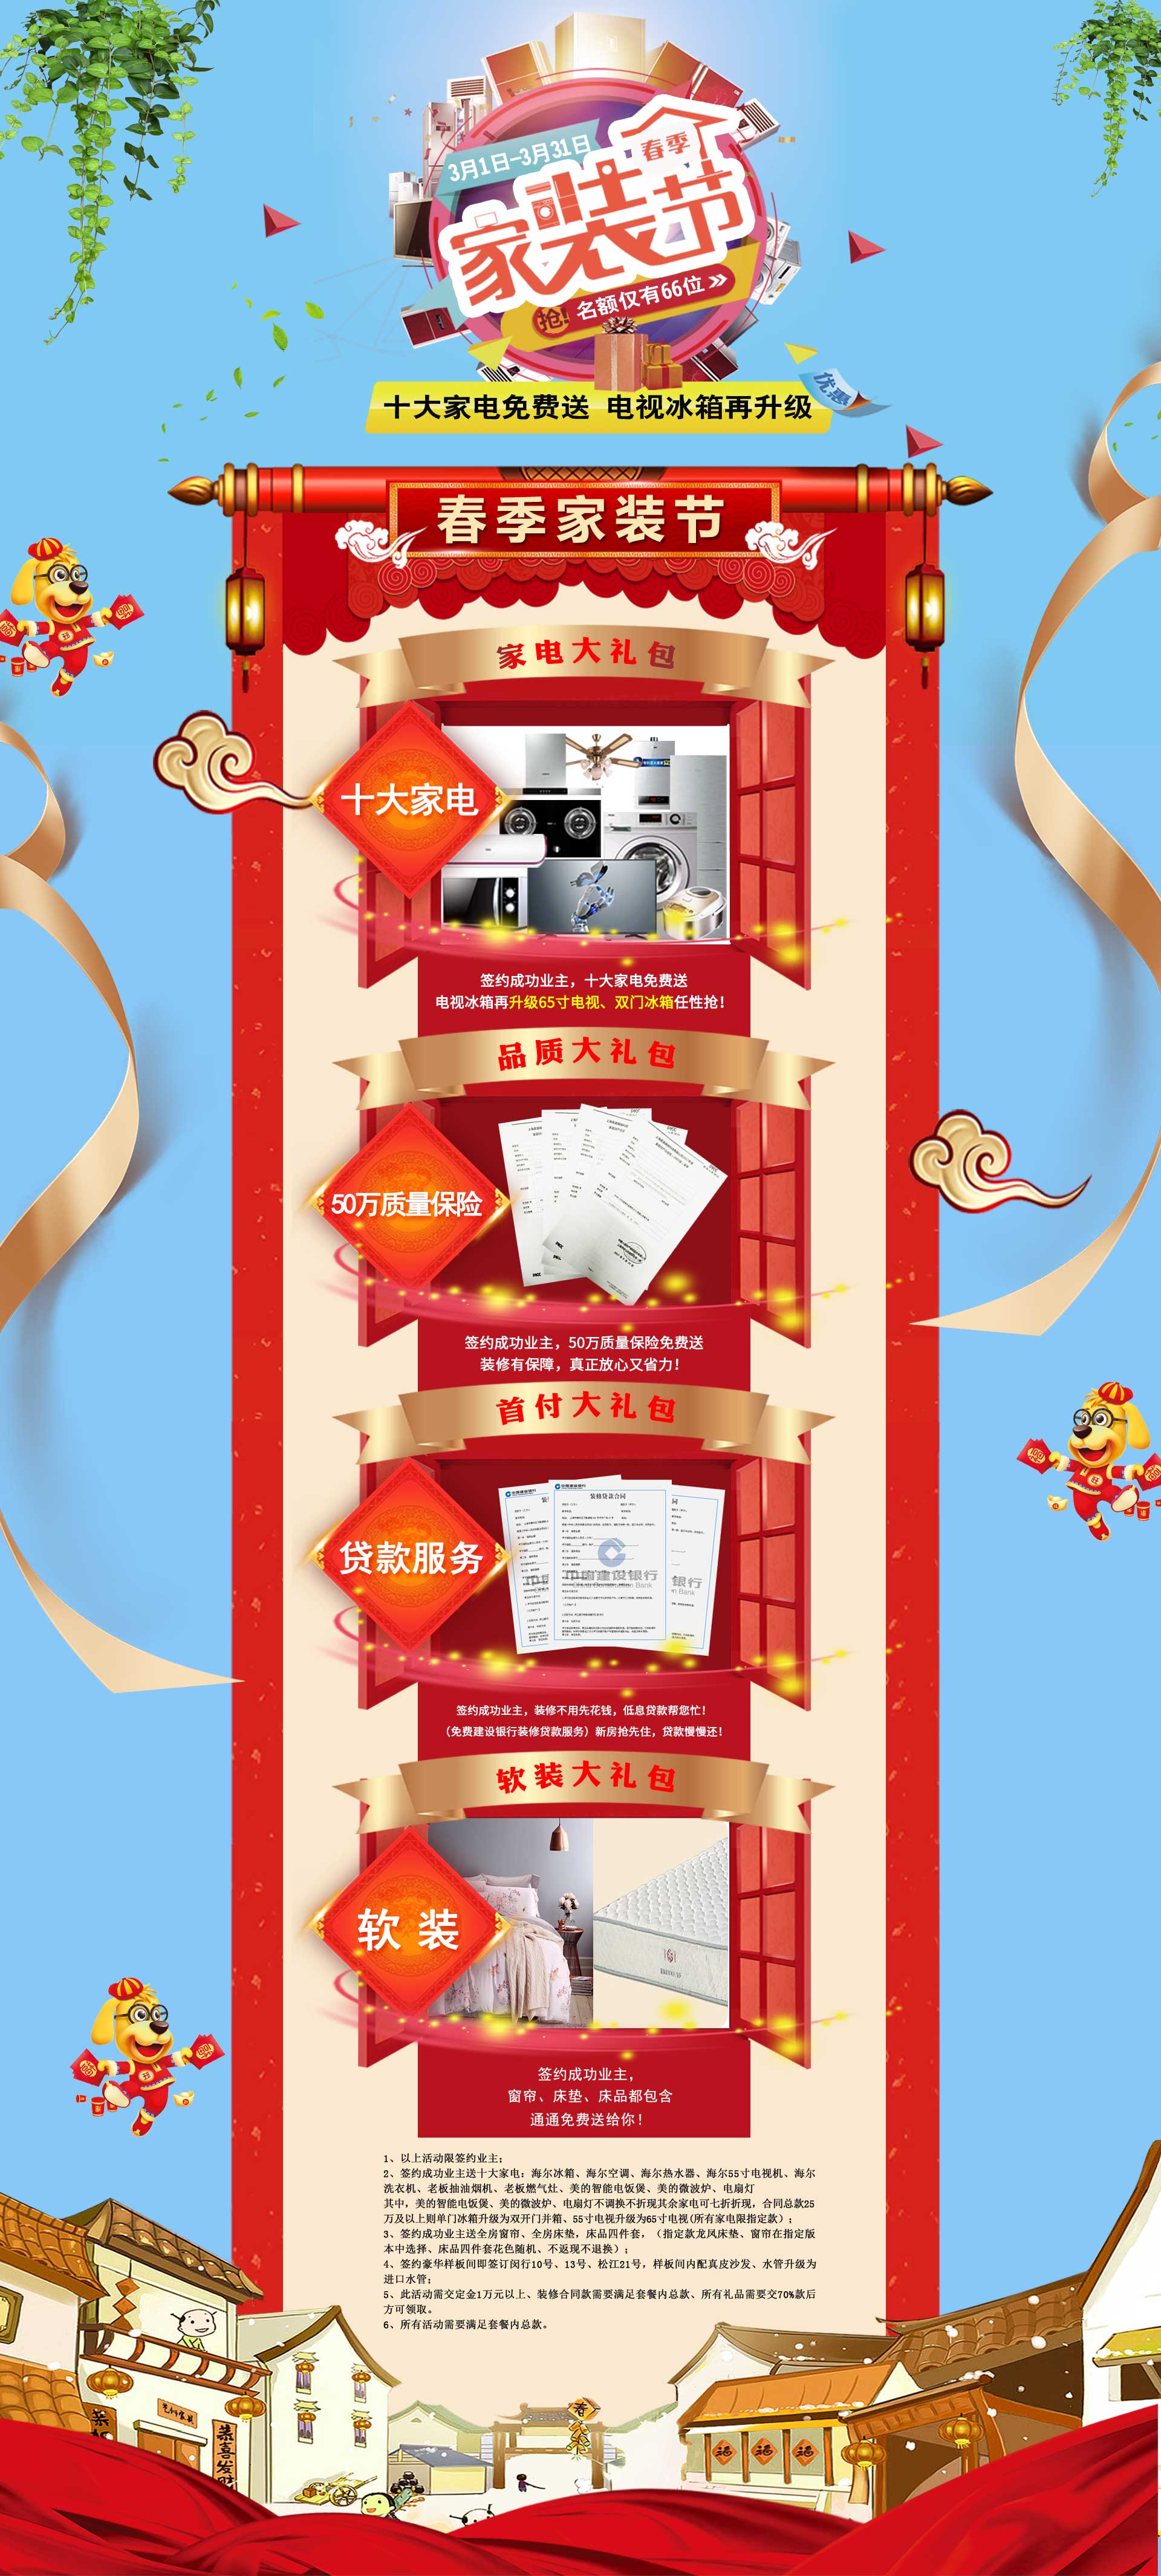 3月1日-3月31日
春季
家装节
抢!
名额仅有66位
优惠
十大家电免费送 电视冰箱再升级
春季家装节
家电大礼包
十大家电
签约成功业主，十大家电免费送
电视冰箱再升级65寸电视、双门冰箱任性抢！
品质大礼包
50万质量保险
签约成功业主，50万质量保险免费送
装修有保障，真正放心又省力！
首付大礼包
贷款服务
装修贷款合同
中国建设银行
签约成功业主，装修不用先花钱，低息贷款帮您忙！
（免费建设银行装修贷款服务）新房抢先住，贷款慢慢还！
软装大礼包
软 装
签约成功业主，
窗帘、床垫、床品都包含
通通免费送给你！
1、以上活动限签约业主；
2、签约成功业主送十大家电：海尔冰箱、海尔空调、海尔热水器、海尔55寸电视机、海尔
洗衣机、老板抽油烟机、老板燃气灶、美的智能电饭煲、美的微波炉、电扇灯
其中，美的智能电饭煲、美的微波炉、电扇灯不调换不折现其余家电可七折折现，合同总款25
万及以上则单门冰箱升级为双开门井箱、55寸电视升级为65寸电视(所有家电限指定款)；
3、签约成功业主送全房窗帘、全房床垫，床品四件套，（指定款龙凤床垫、窗帘在指定版
本中选择、床品四件套花色随机、不返现不退换）；
4、签约豪华样板间即签订闵行10号、13号、松江21号，样板间内配真皮沙发、水管升级为
进口水管；
5、此活动需交定金1万元以上、装修合同款需要满足套餐内总款、所有礼品需要交70%款后
方可领取。
6、所有活动需要满足套餐内总款。
恭喜发财
春
福
福
福